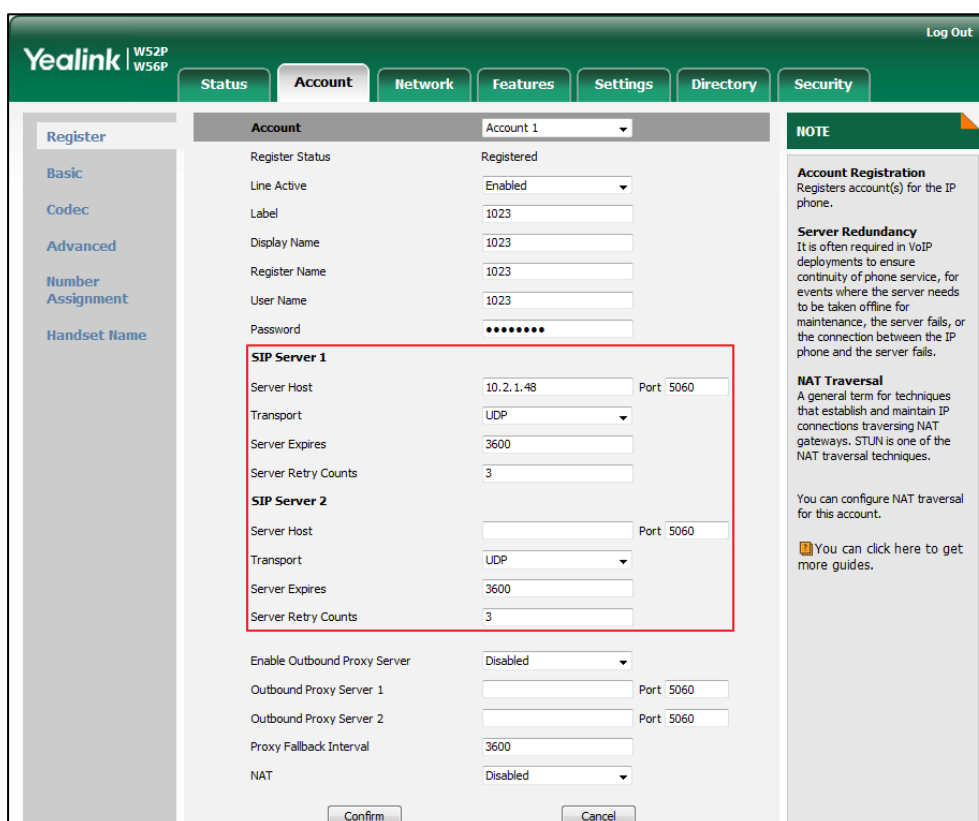 Log Out
Yealink | W52P W56P
Status Account Network Features Settings Directory Security
Register
Basic
Codec
Advanced
Number
Assignment
Handset Name
Account Account 1
Register Status Registered
Line Active Enabled
Label 1023
Display Name 1023
Register Name 1023
User Name 1023
Password ••••••••
SIP Server 1
Server Host 10.2.1.48 Port 5060
Transport UDP
Server Expires 3600
Server Retry Counts 3
SIP Server 2
Server Host Port 5060
Transport UDP
Server Expires 3600
Server Retry Counts 3
Enable Outbound Proxy Server Disabled
Outbound Proxy Server 1 Port 5060
Outbound Proxy Server 2 Port 5060
Proxy Fallback Interval 3600
NAT Disabled
Confirm Cancel
NOTE
Account Registration
Registers account(s) for the IP
phone.
Server Redundancy
It is often required in VoIP
deployments to ensure
continuity of phone service, for
events where the server needs
to be taken offline for
maintenance, the server fails, or
the connection between the IP
phone and the server fails.
NAT Traversal
A general term for techniques
that establish and maintain IP
connections traversing NAT
gateways. STUN is one of the
NAT traversal techniques.
You can configure NAT traversal
for this account.
You can click here to get
more guides.